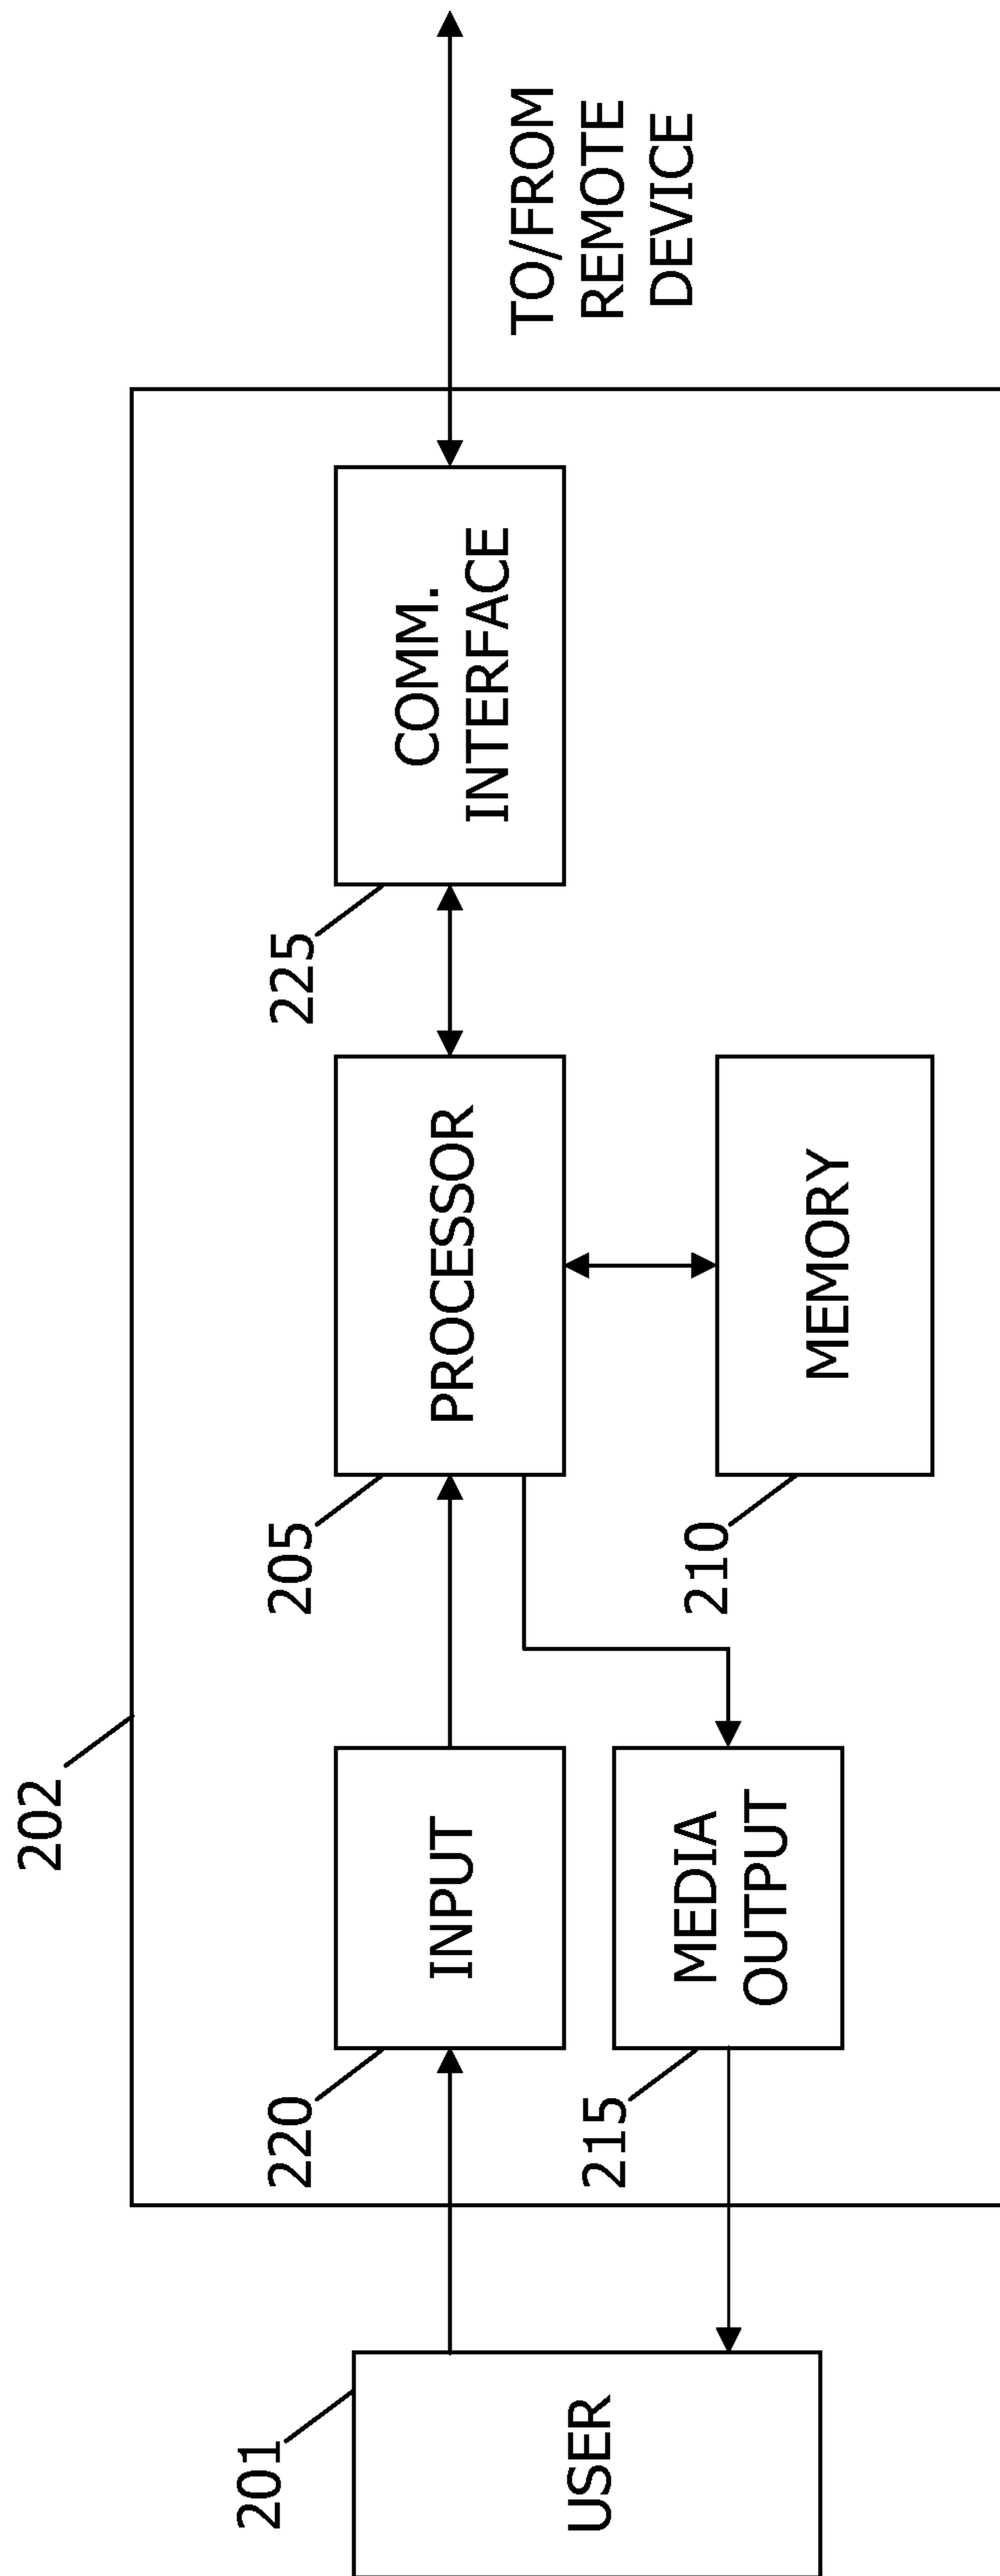 202
201
USER
220
INPUT
215
MEDIA
OUTPUT
205
PROCESSOR
210
MEMORY
225
COMM.
INTERFACE
TO/FROM
REMOTE
DEVICE